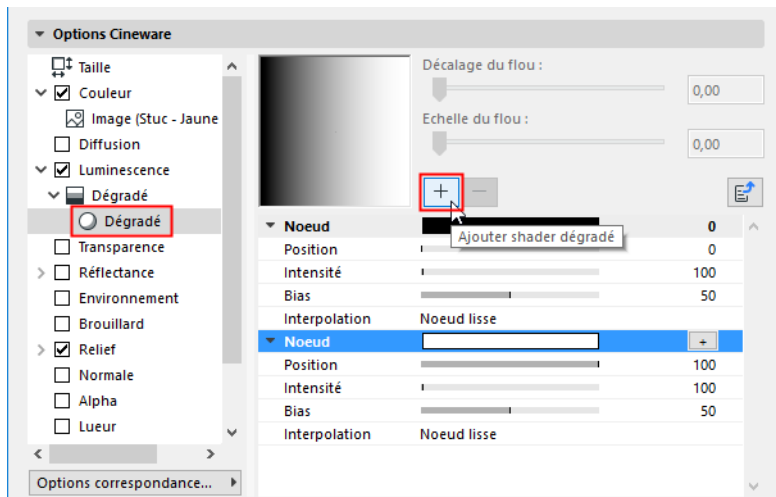 Options Cineware
Taille
Couleur
Image (Stuc - Jaune
Diffusion
Luminescence
Dégradé
Dégradé
Transparence
Réflectance
Environnement
Brouillard
Relief
Normale
Alpha
Lueur
Options correspondance...
Décalage du flou :
0,00
Echelle du flou :
0,00
+ −
Ajouter shader dégradé
Noeud 0
Position 0
Intensité 100
Bias 50
Interpolation Noeud lisse
Noeud +
Position 100
Intensité 100
Bias 50
Interpolation Noeud lisse